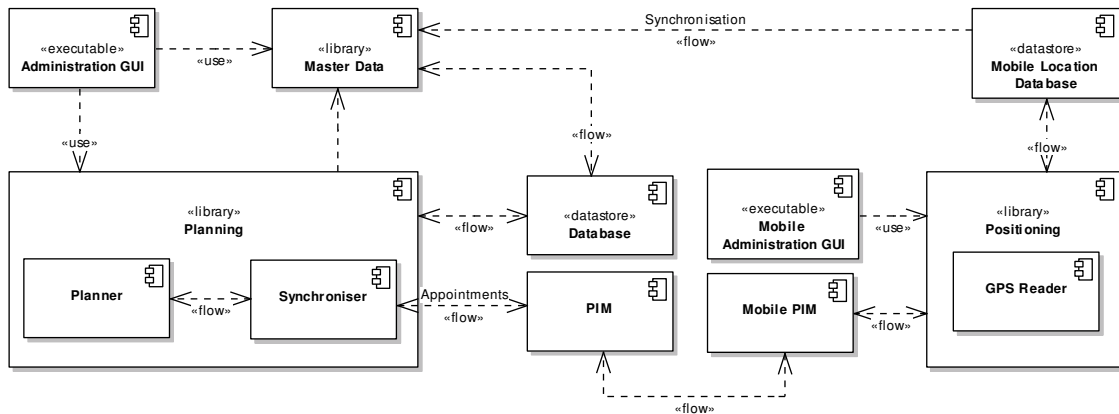 «executable»
Administration GUI
«use»
«library»
Master Data
Synchronisation
«flow»
«datastore»
Mobile Location
Database
«use»
«flow»
«flow»
«library»
Planning
«flow»
«datastore»
Database
«executable»
Mobile
Administration GUI
«use»
«library»
Positioning
Planner
«flow»
Synchroniser
Appointments
«flow»
PIM
Mobile PIM
«flow»
GPS Reader
«flow»